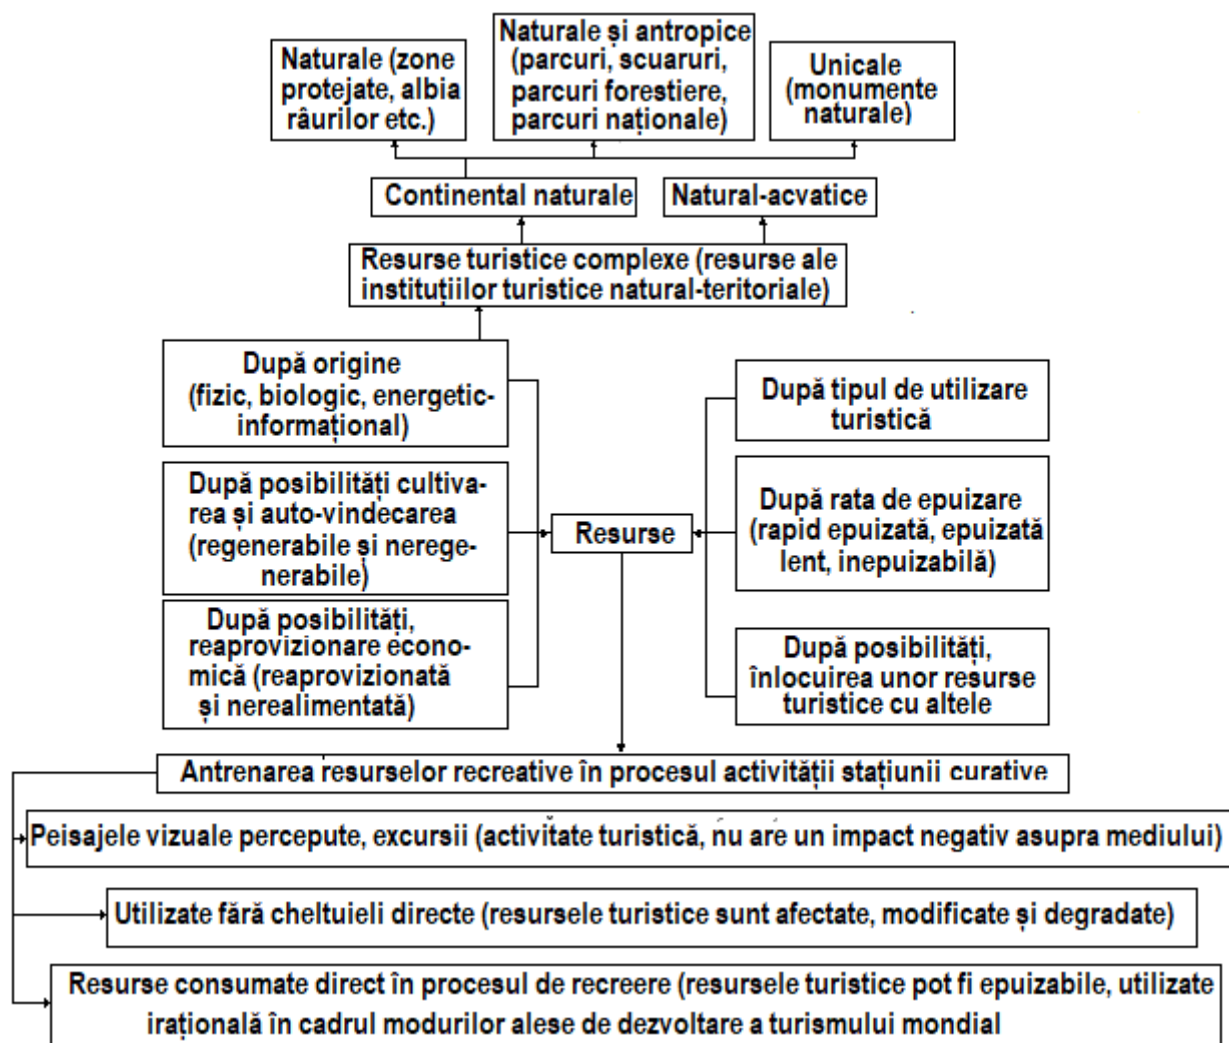 Naturale (zone
protejate, albia
râurilor etc.)
Naturale și antropice
(parcuri, scuaruri,
parcuri forestiere,
parcuri naționale)
Unicale
(monumente
naturale)
Continental naturale
Natural-acvatice
Resurse turistice complexe (resurse ale
instituțiilor turistice natural-teritoriale)
După origine
(fizic, biologic, energetic-
informațional)
După posibilități cultiva-
rea și auto-vindecarea
(regenerabile și nerege-
nerabile)
După posibilități,
reaprovizionare econo-
mică (reaprovizionată
și nerealimentată)
Resurse
După tipul de utilizare
turistică
După rata de epuizare
(rapid epuizată, epuizată
lent, inepuizabilă)
După posibilități,
înlocuirea unor resurse
turistice cu altele
Antrenarea resurselor recreative în procesul activității stațiunii curative
Peisajele vizuale percepute, excursii (activitate turistică, nu are un impact negativ asupra mediului)
Utilizate fără cheltuieli directe (resursele turistice sunt afectate, modificate și degradate)
Resurse consumate direct în procesul de recreere (resursele turistice pot fi epuizabile, utilizate
irațională în cadrul modurilor alese de dezvoltare a turismului mondial